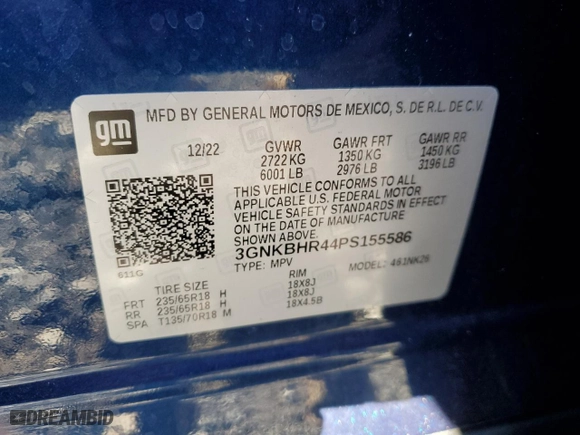 gm
MFD BY GENERAL MOTORS DE MEXICO, S. DE R.L. DE C.V.
12/22 GVWR GAWR FRT GAWR RR
2722 KG 1350 KG 1450 KG
6001 LB 2976 LB 3196 LB
THIS VEHICLE CONFORMS TO ALL
APPLICABLE U.S. FEDERAL MOTOR
VEHICLE SAFETY STANDARDS IN EFFECT
ON THE DATE OF MANUFACTURE
SHOWN ABOVE.
3GNKBHR44PS155586
TYPE: MPV MODEL: 461NK26
611G
TIRE SIZE RIM
FRT 235/65R18 H 18X8J
RR 235/65R18 H 18X8J
SPA T135/70R18 M 18X4.5B
DREAMBID